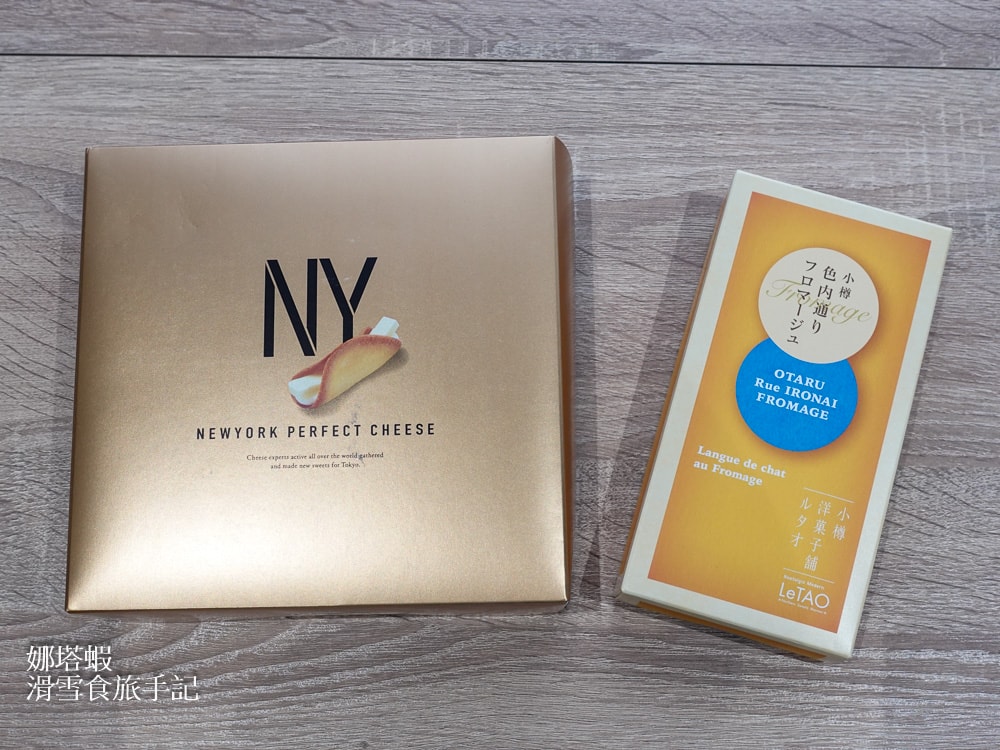 NY
NEWYORK PERFECT CHEESE
Cheese experts active all over the world gathered
and made new sweets for Tokyo.
小樽
色内通り
フロマージュ
Fromage
OTARU
Rue IRONAI
FROMAGE
Langue de chat
au Fromage
小樽
洋菓子舗
ルタオ
LeTAO
娜塔蝦
滑雪食旅手記